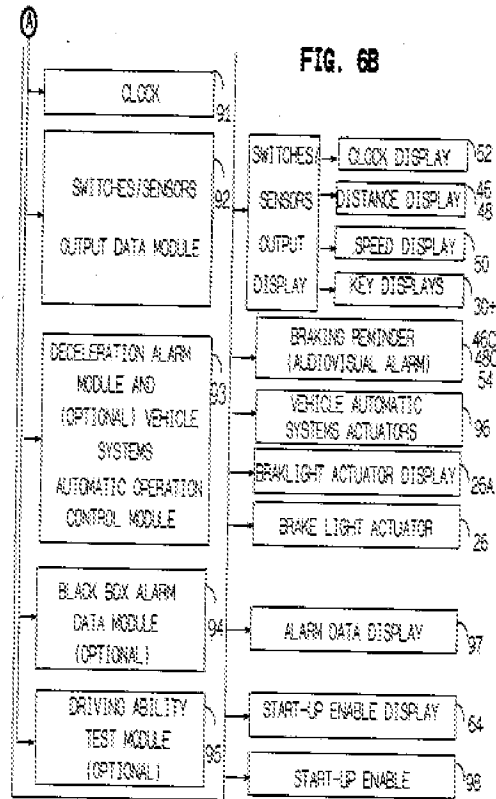 A
FIG. 6B
CLOCK
91
SWITCHES/SENSORS
OUTPUT DATA MODULE
92
SWITCHES/
SENSORS
OUTPUT
DISPLAY
CLOCK DISPLAY
52
DISTANCE DISPLAY
46
48
SPEED DISPLAY
50
KEY DISPLAYS
30+
DECELERATION ALARM
MODULE AND
(OPTIONAL) VEHICLE
SYSTEMS
AUTOMATIC OPERATION
CONTROL MODULE
93
BRAKING REMINDER
(AUDIOVISUAL ALARM)
46C
48C
54
VEHICLE AUTOMATIC
SYSTEMS ACTUATORS
96
BRAKLIGHT ACTUATOR DISPLAY
26A
BRAKE LIGHT ACTUATOR
26
BLACK BOX ALARM
DATA MODULE
(OPTIONAL)
94
ALARM DATA DISPLAY
97
DRIVING ABILITY
TEST MODULE
(OPTIONAL)
95
START-UP ENABLE DISPLAY
64
START-UP ENABLE
98